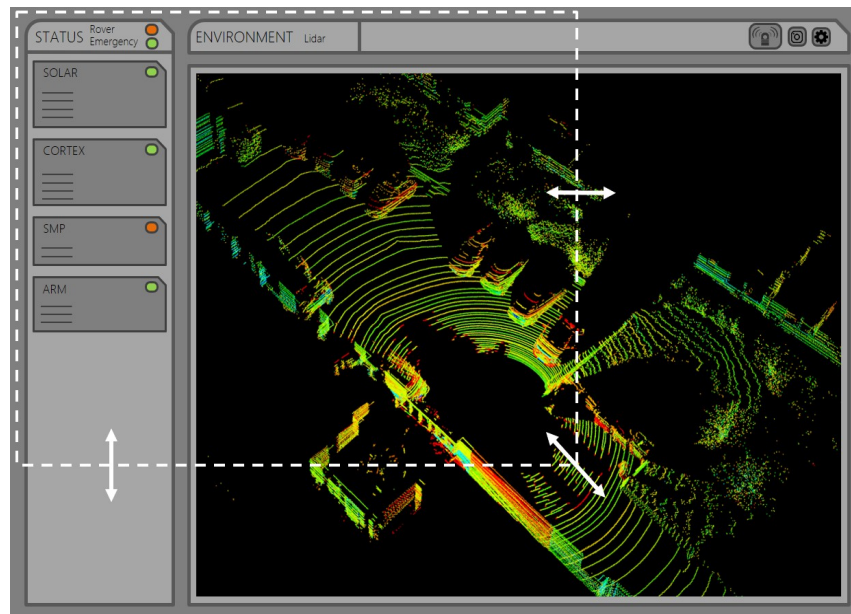 STATUS Rover
Emergency
ENVIRONMENT Lidar
SOLAR
CORTEX
SMP
ARM